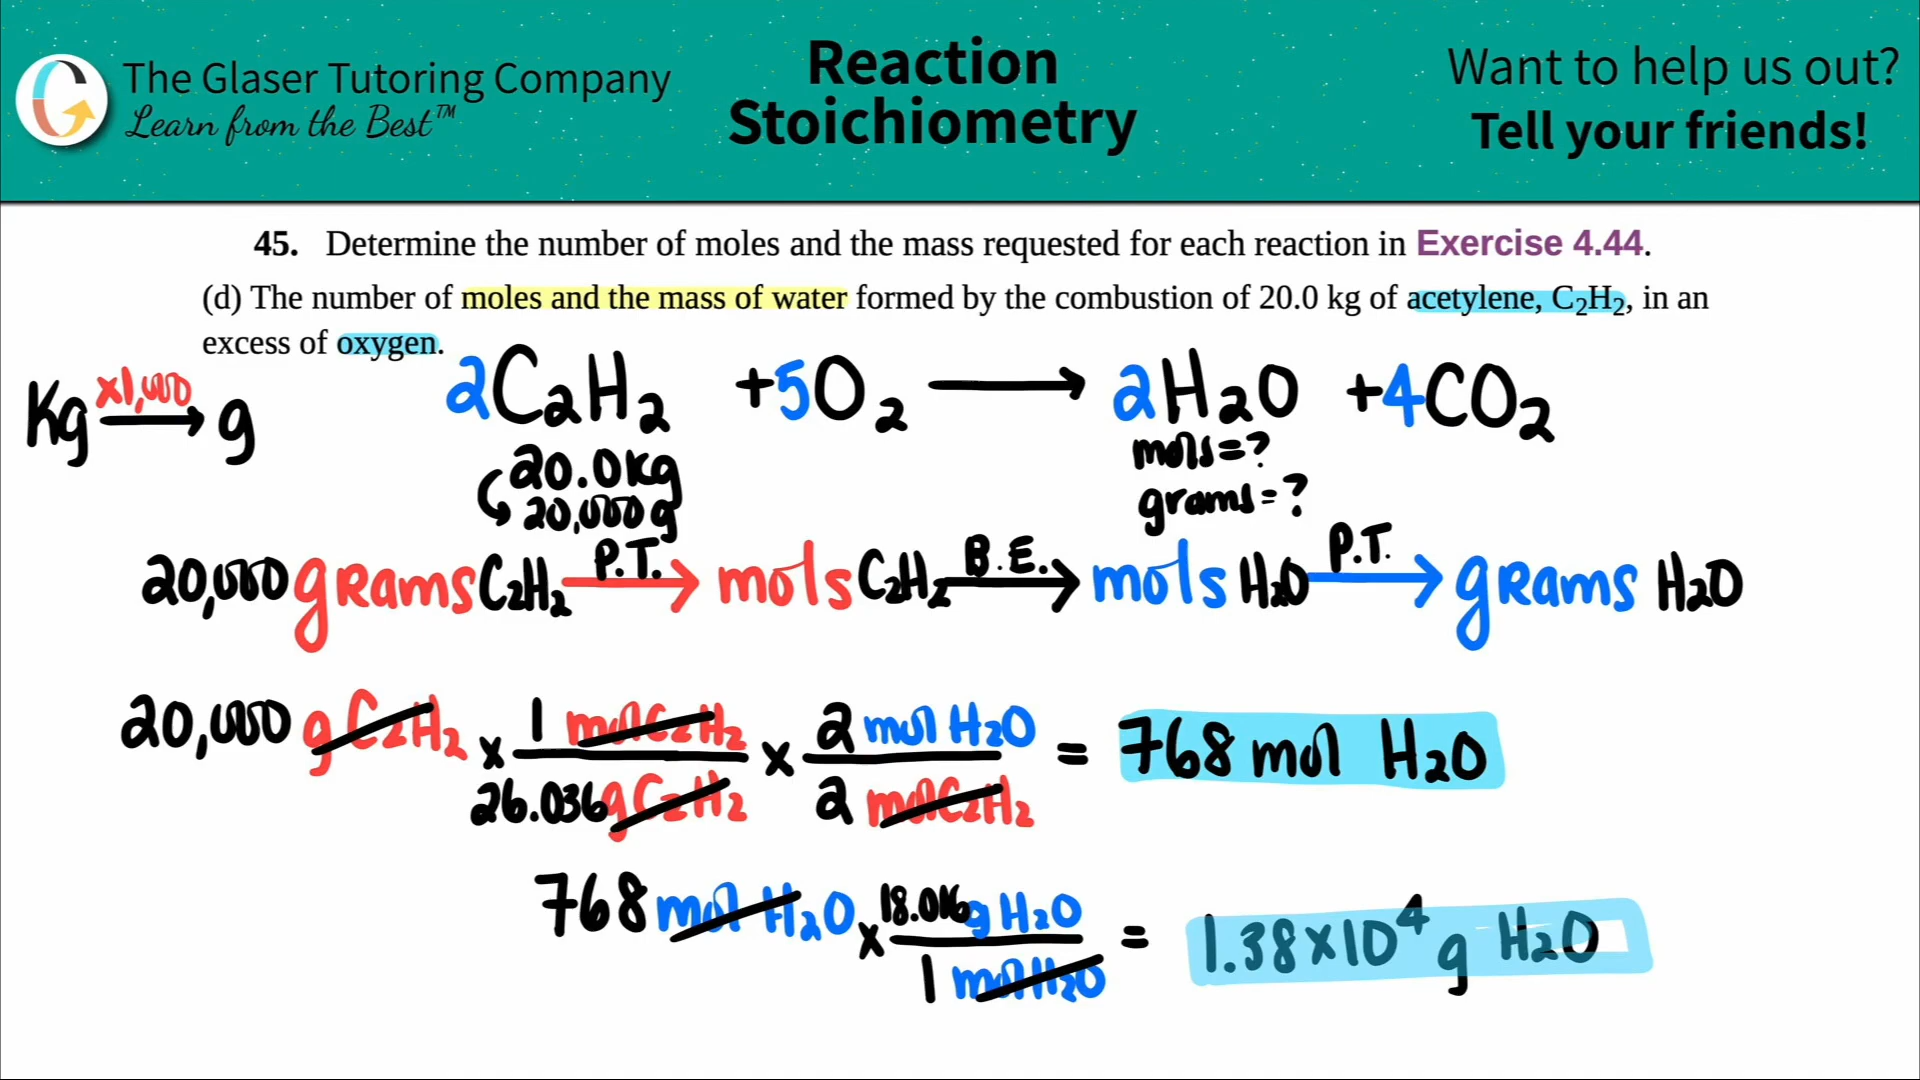 The Glaser Tutoring Company
Learn from the Best™
Reaction
Stoichiometry
Want to help us out?
Tell your friends!
45. Determine the number of moles and the mass requested for each reaction in Exercise 4.44.
(d) The number of moles and the mass of water formed by the combustion of 20.0 kg of acetylene, C₂H₂, in an
excess of oxygen.
Kg x1,000 → g
2C₂H₂ +5O₂ → 2H₂O +4CO₂
20.0kg
20,000 g
mols=?
grams=?
20,000 grams C₂H₂ P.T. → mols C₂H₂ B.E. → mols H₂O P.T. → grams H₂O
20,000 g C₂H₂ x 1 mol C₂H₂ / 26.036 g C₂H₂ x 2 mol H₂O / 2 mol C₂H₂ = 768 mol H₂O
768 mol H₂O x 18.016 g H₂O / 1 mol H₂O = 1.38x10⁴ g H₂O